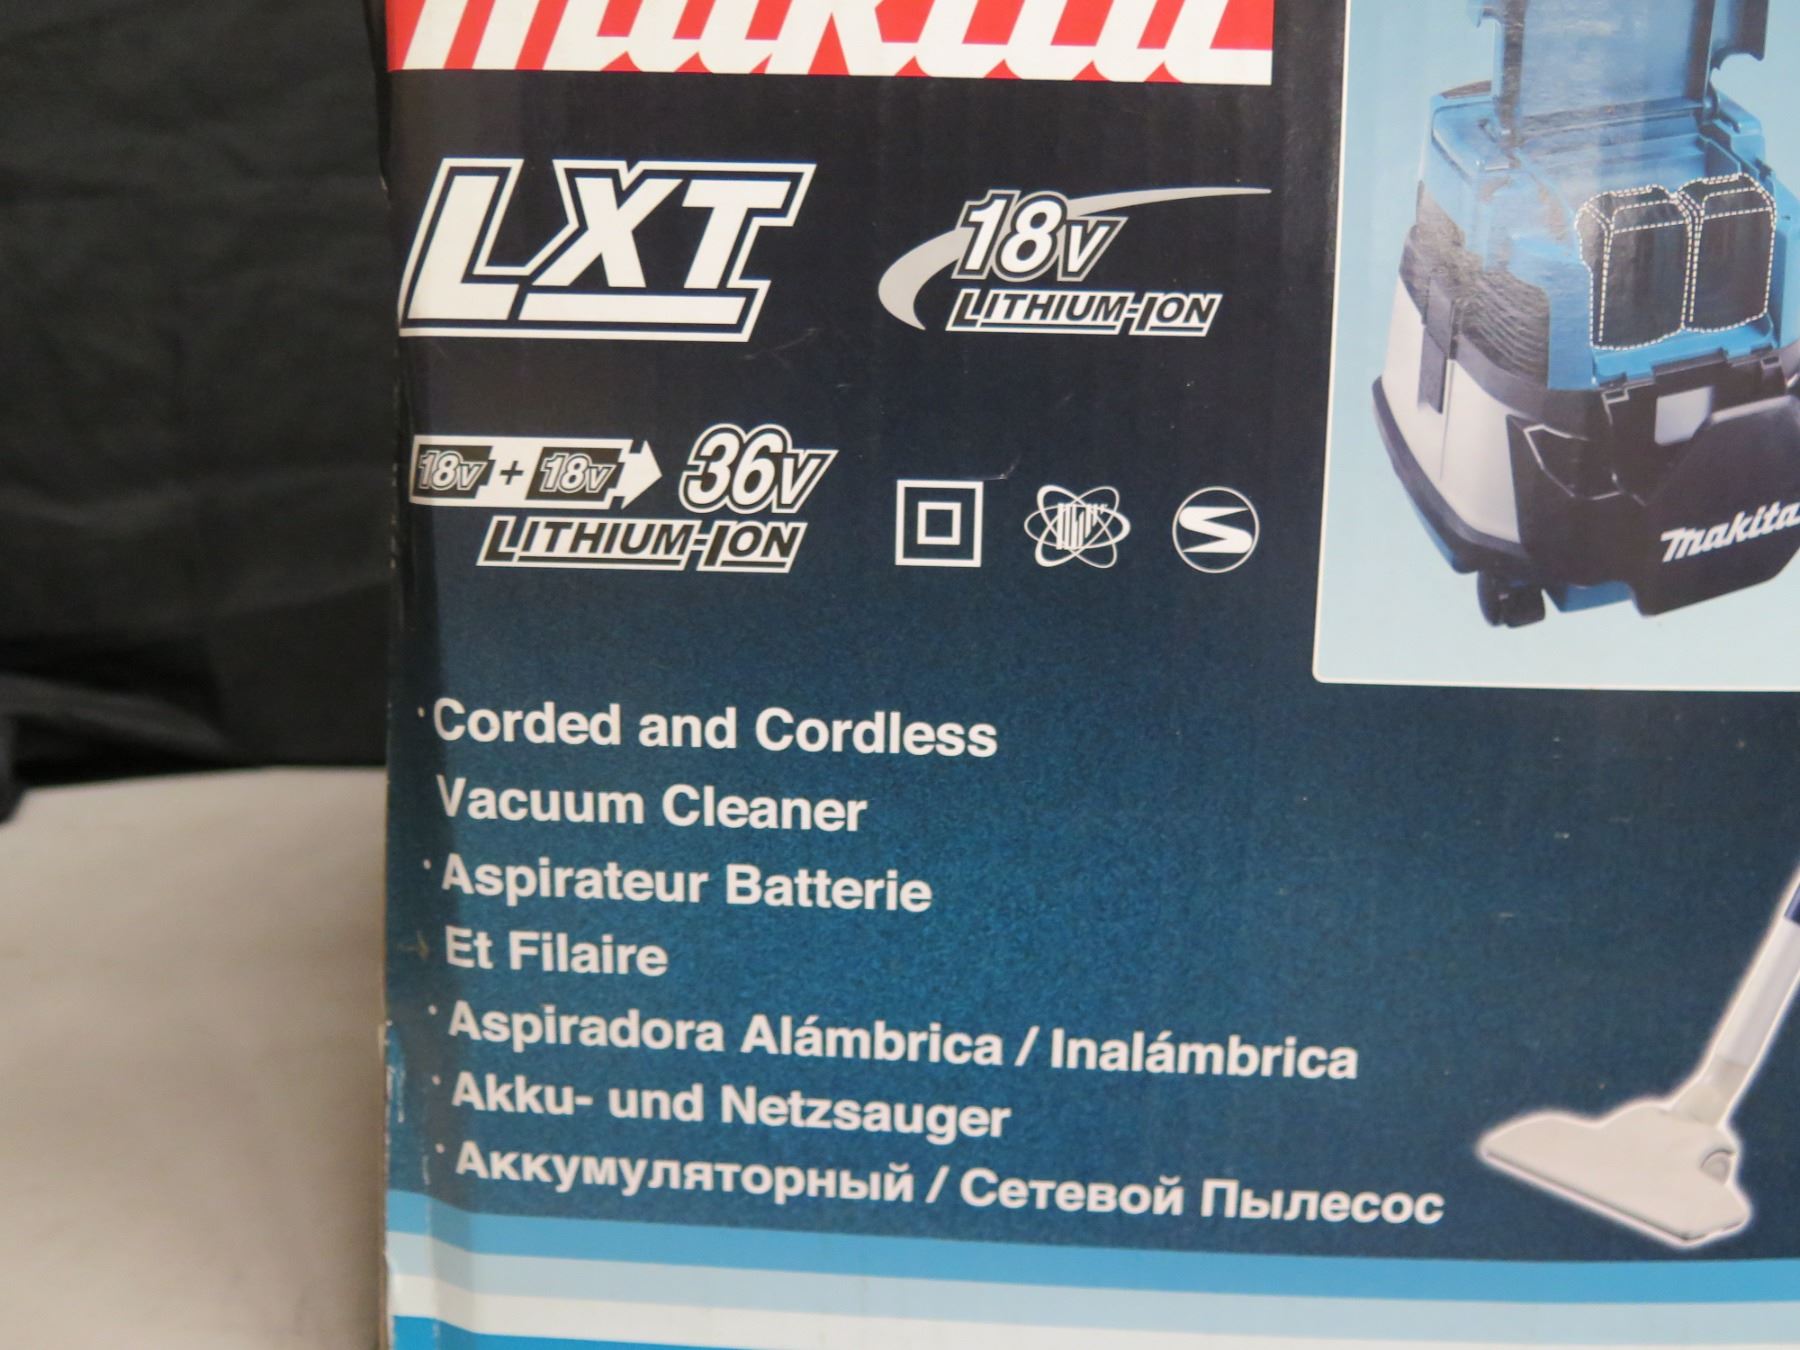 makita
LXT
18V
LITHIUM-ION
18V + 18V 36V
LITHIUM-ION
Makita
· Corded and Cordless
Vacuum Cleaner
· Aspirateur Batterie
Et Filaire
· Aspiradora Alámbrica / Inalámbrica
· Akku- und Netzsauger
· Аккумуляторный / Сетевой Пылесос